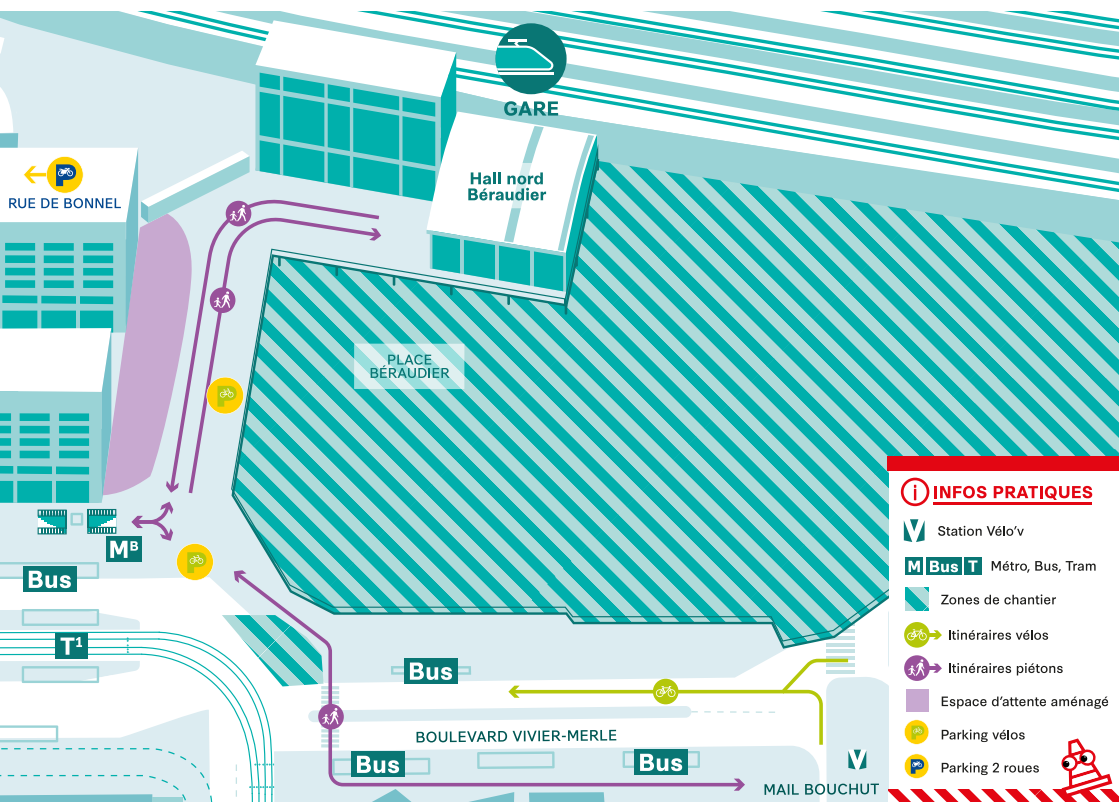 GARE
Hall nord
Béraudier
P
RUE DE BONNEL
PLACE
BÉRAUDIER
P
P
Mᴮ
Bus
T¹
Bus
BOULEVARD VIVIER-MERLE
Bus
Bus
V
MAIL BOUCHUT
i INFOS PRATIQUES
V Station Vélo’v
M Bus T Métro, Bus, Tram
Zones de chantier
Itinéraires vélos
Itinéraires piétons
Espace d’attente aménagé
P Parking vélos
P Parking 2 roues